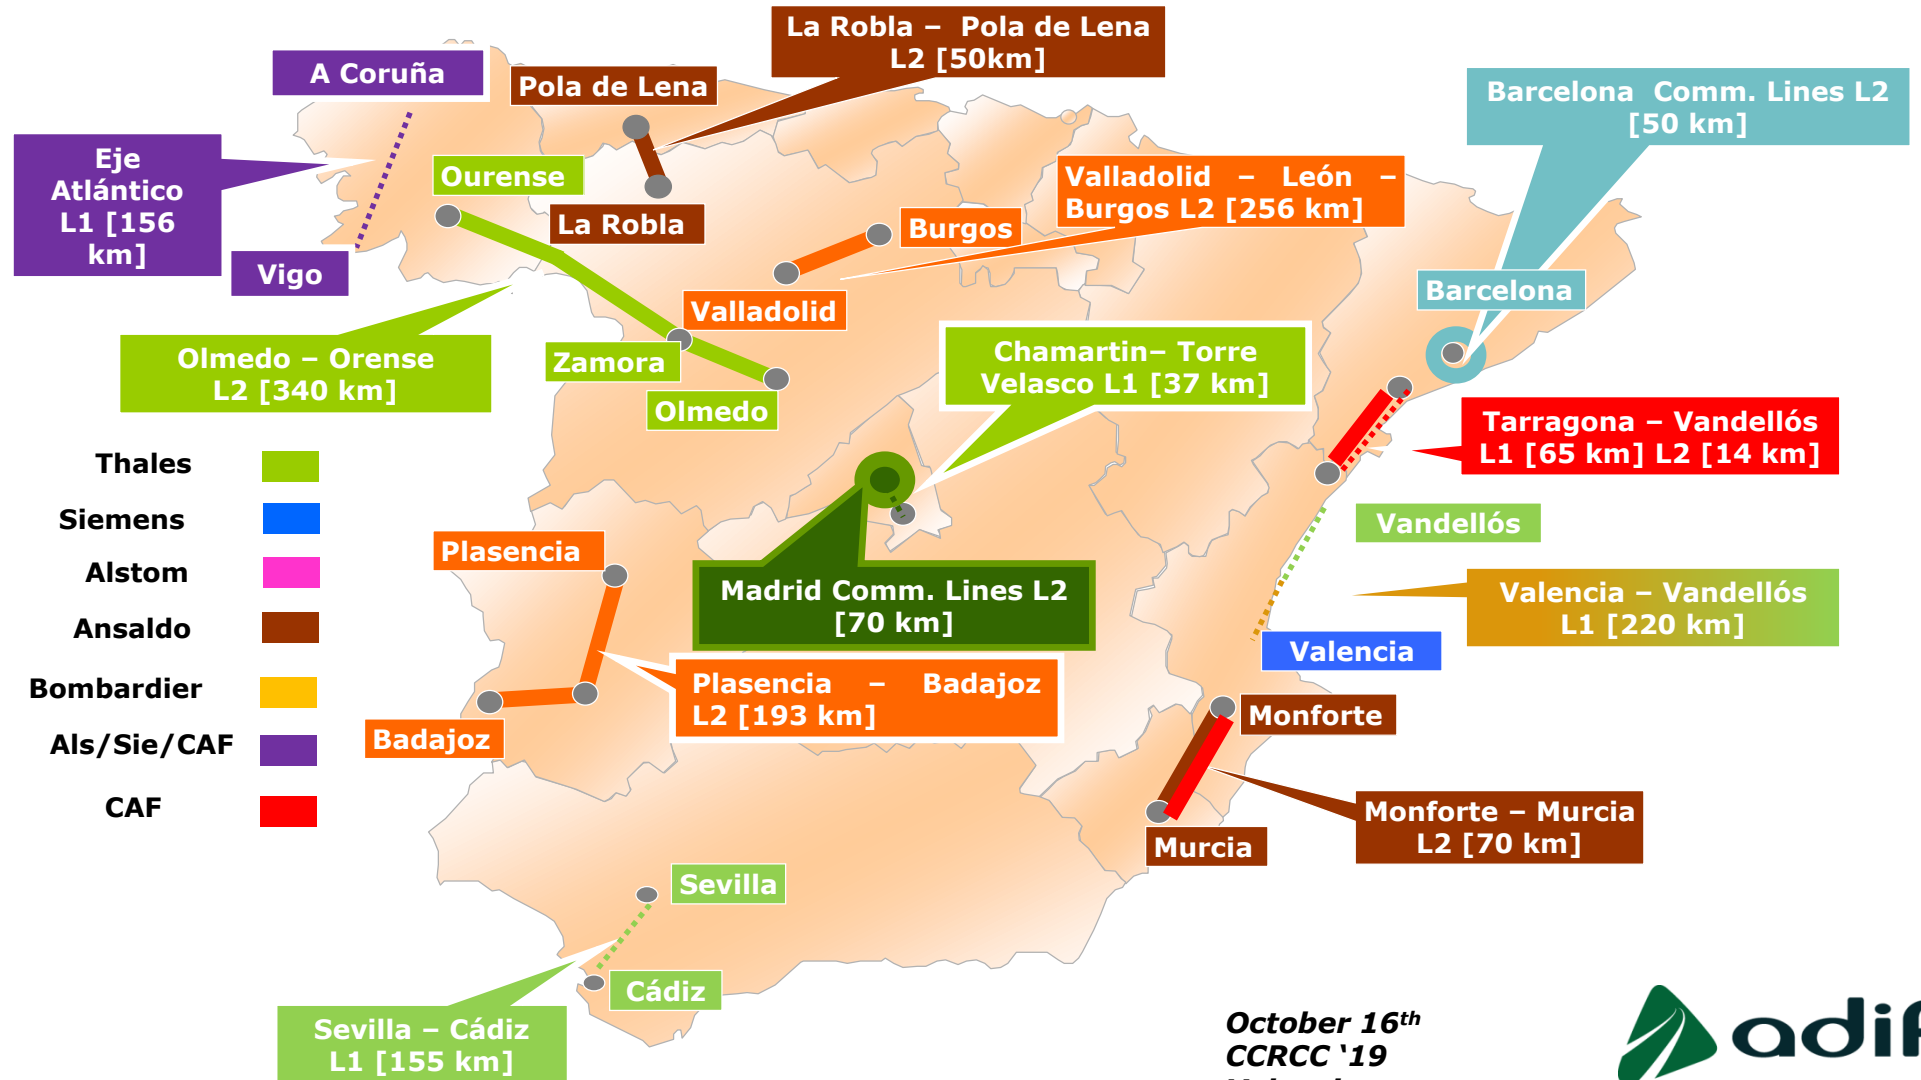 La Robla – Pola de Lena
L2 [50km]
A Coruña
Pola de Lena
Barcelona Comm. Lines L2
[50 km]
Eje
Atlántico
L1 [156
km]
Ourense
Valladolid – León –
Burgos L2 [256 km]
La Robla
Burgos
Vigo
Barcelona
Valladolid
Olmedo – Orense
L2 [340 km]
Zamora
Chamartin– Torre
Velasco L1 [37 km]
Olmedo
Tarragona – Vandellós
L1 [65 km] L2 [14 km]
Thales
Siemens
Alstom
Ansaldo
Bombardier
Als/Sie/CAF
CAF
Vandellós
Plasencia
Madrid Comm. Lines L2
[70 km]
Valencia – Vandellós
L1 [220 km]
Valencia
Plasencia – Badajoz
L2 [193 km]
Badajoz
Monforte
Monforte – Murcia
L2 [70 km]
Murcia
Sevilla
Cádiz
Sevilla – Cádiz
L1 [155 km]
October 16th
CCRCC ‘19
adif